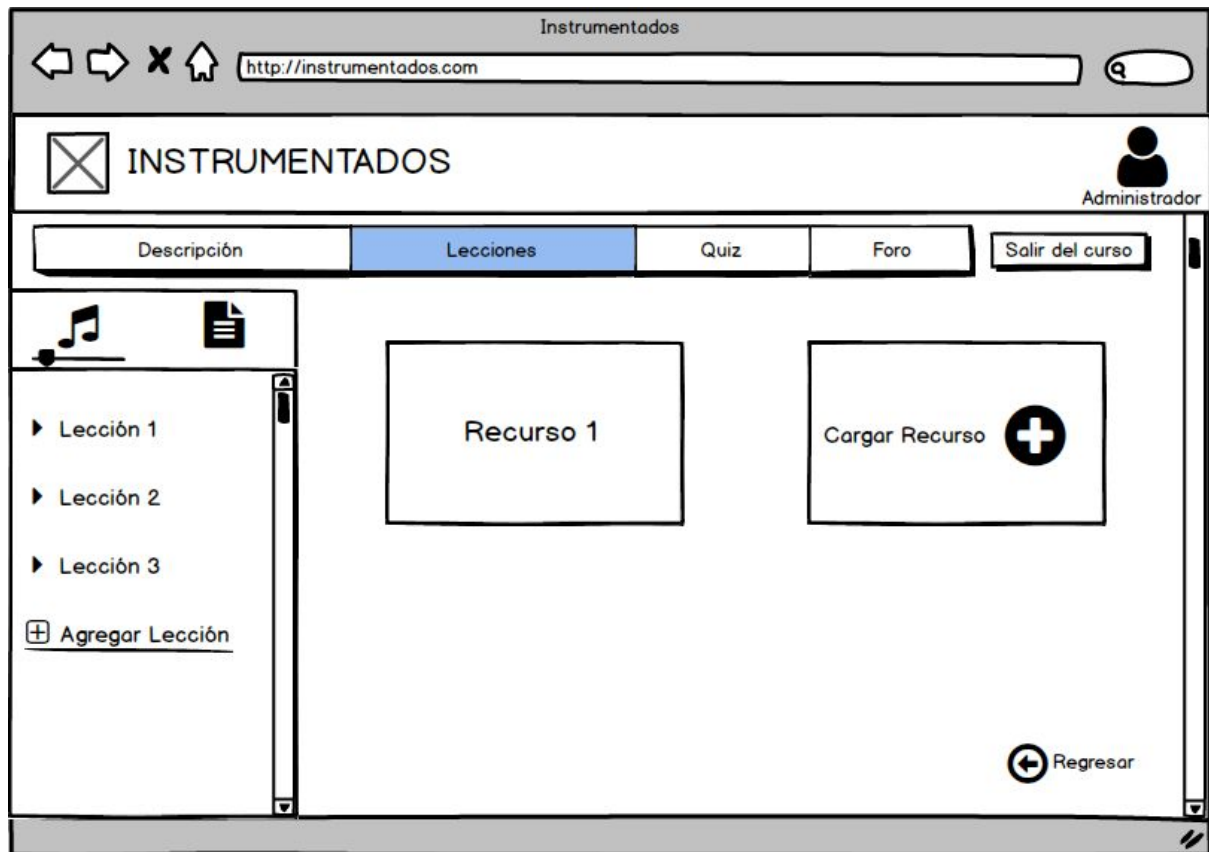 Instrumentados
http://instrumentados.com
INSTRUMENTADOS
Administrador
Descripción
Lecciones
Quiz
Foro
Salir del curso
Lección 1
Lección 2
Lección 3
Agregar Lección
Recurso 1
Cargar Recurso
Regresar